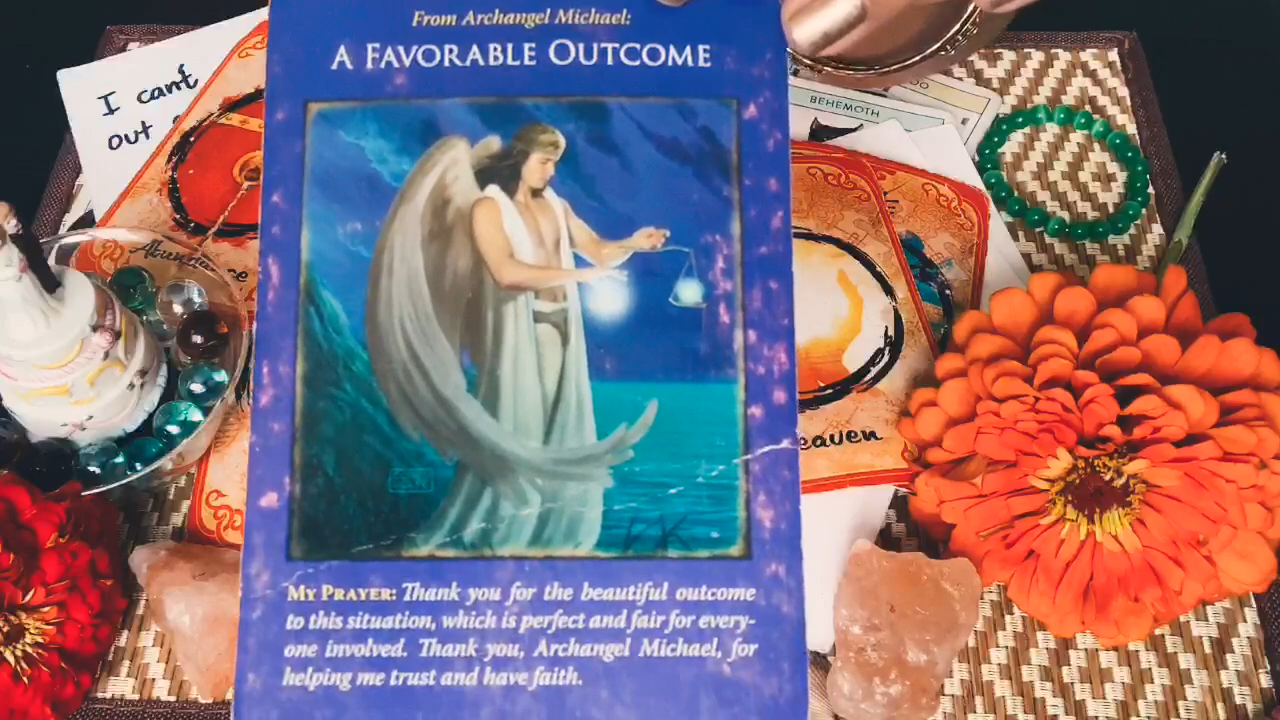 From Archangel Michael:
A FAVORABLE OUTCOME
I can't
out
BEHEMOTH
Abundance
eaven
MY PRAYER: Thank you for the beautiful outcome
to this situation, which is perfect and fair for every-
one involved. Thank you, Archangel Michael, for
helping me trust and have faith.